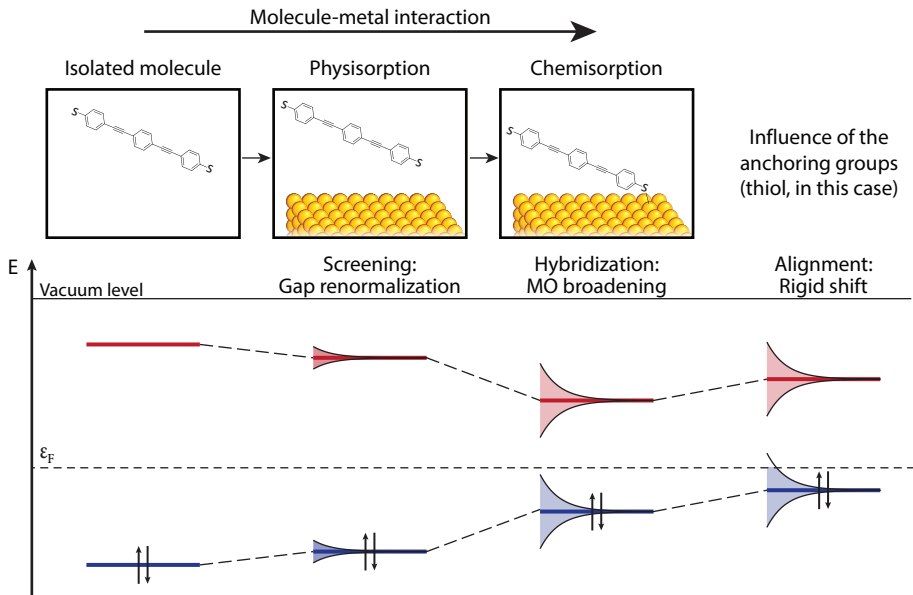 Molecule-metal interaction
Isolated molecule
Physisorption
Chemisorption
S
S
S
S
S
S
Influence of the
anchoring groups
(thiol, in this case)
E
Vacuum level
Screening:
Gap renormalization
Hybridization:
MO broadening
Alignment:
Rigid shift
εF